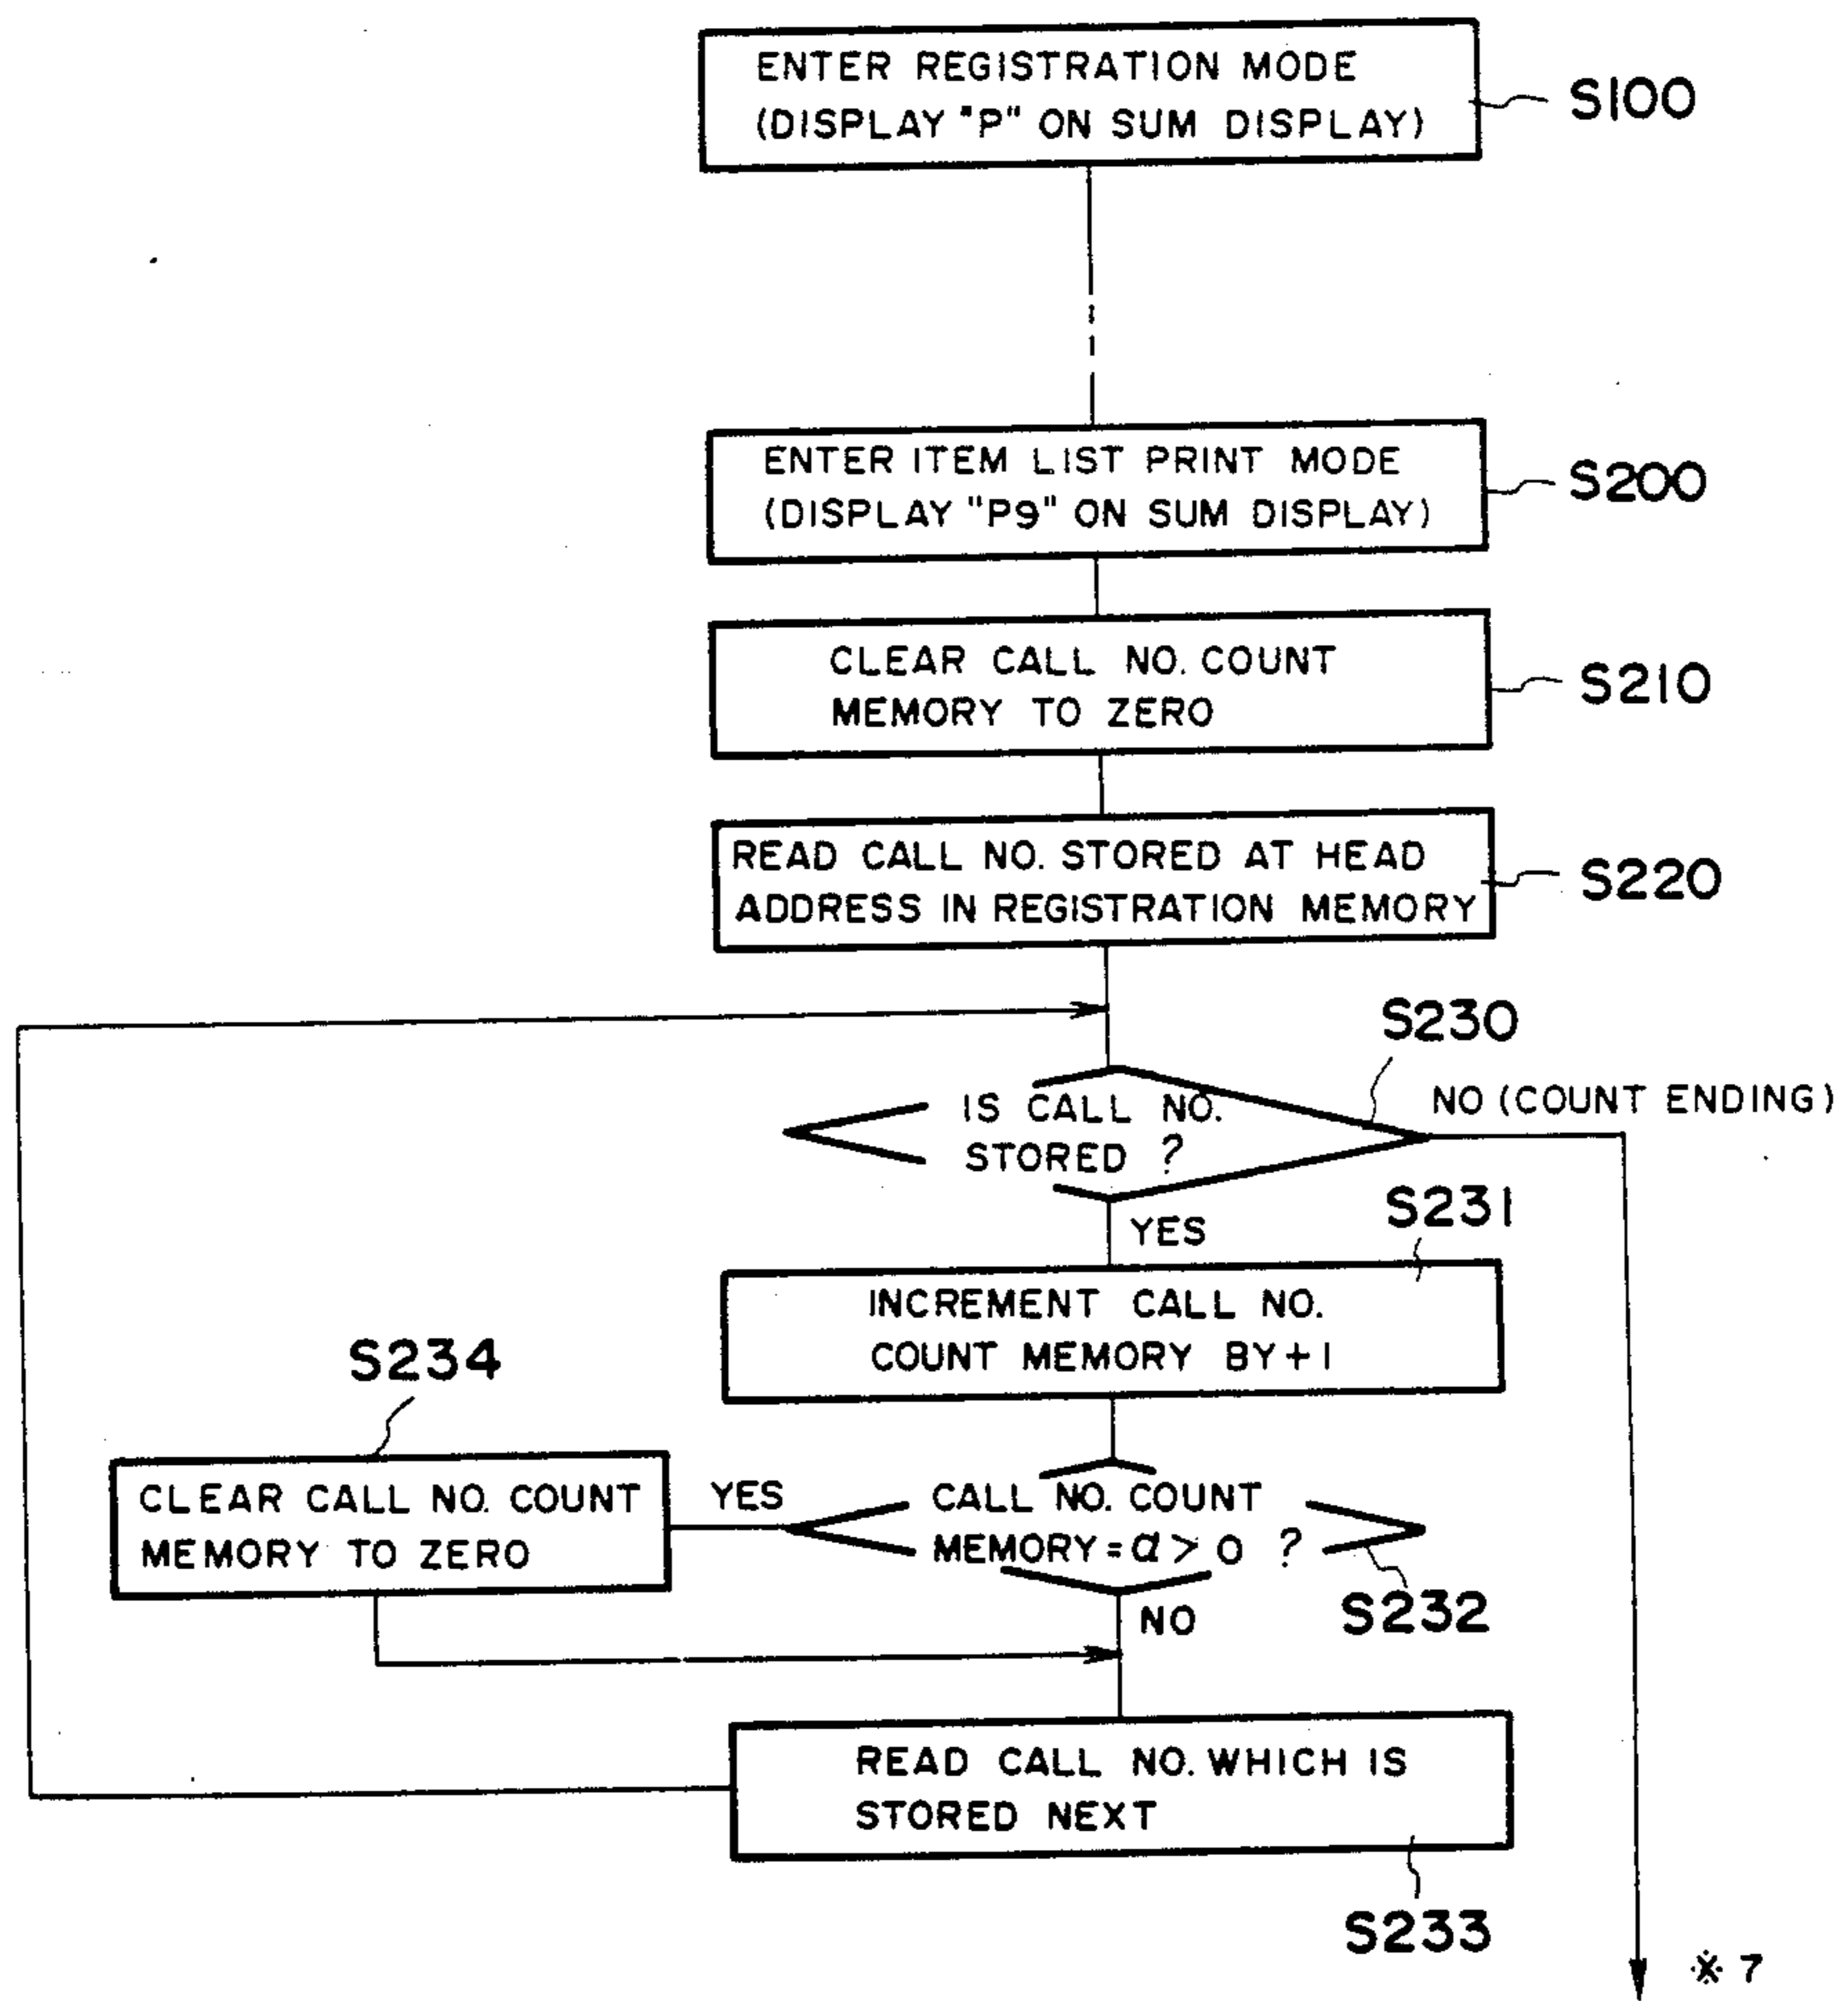 ENTER REGISTRATION MODE
(DISPLAY "P" ON SUM DISPLAY)
S100
ENTER ITEM LIST PRINT MODE
(DISPLAY "P9" ON SUM DISPLAY)
S200
CLEAR CALL NO. COUNT
MEMORY TO ZERO
S210
READ CALL NO. STORED AT HEAD
ADDRESS IN REGISTRATION MEMORY
S220
S230
IS CALL NO.
STORED ?
NO (COUNT ENDING)
YES
S231
INCREMENT CALL NO.
COUNT MEMORY BY+1
S234
CLEAR CALL NO. COUNT
MEMORY TO ZERO
YES
CALL NO. COUNT
MEMORY = α > 0 ?
S232
NO
READ CALL NO. WHICH IS
STORED NEXT
S233
※ 7